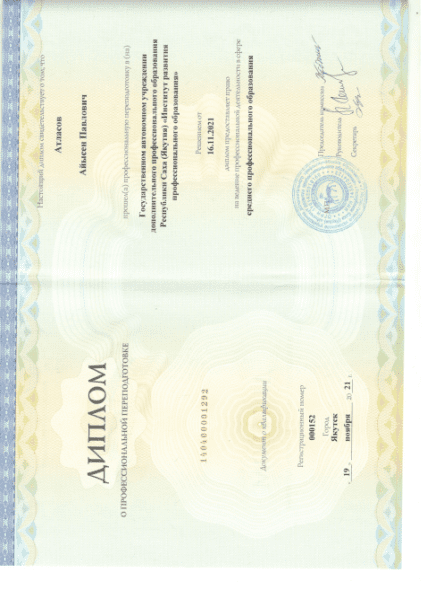 ДИПЛОМ
О ПРОФЕССИОНАЛЬНОЙ ПЕРЕПОДГОТОВКЕ
140400001292
Документ о квалификации
Регистрационный номер
000152
Город
Якутск
19 ноября 20 21 г.
Настоящий диплом свидетельствует о том, что
Атласов
Айысен Павлович
прошел(а) профессиональную переподготовку в (на)
Государственном автономном учреждении
дополнительного профессионального образования
Республики Саха (Якутия) «Институт развития
профессионального образования»
Решением от
16.11.2021
диплом предоставляет право
на ведение профессиональной деятельности в сфере
среднего профессионального образования
Председатель комиссии
Руководитель
Секретарь